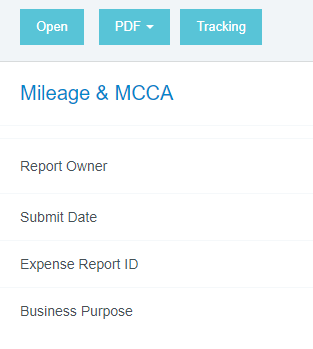 Open PDF Tracking
Mileage & MCCA
Report Owner
Submit Date
Expense Report ID
Business Purpose